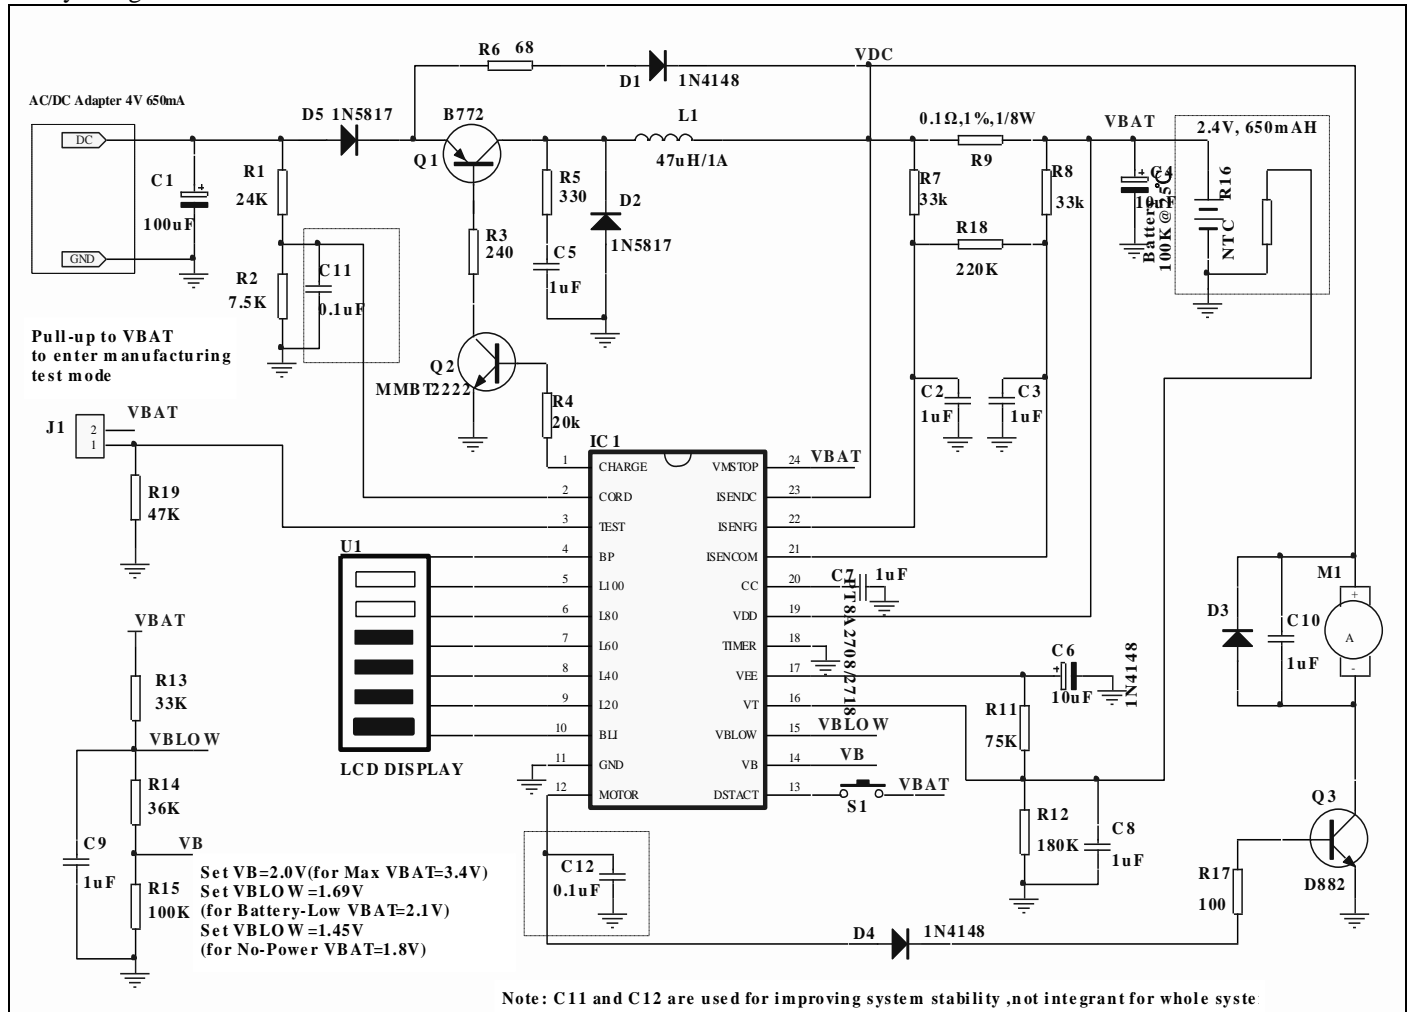 R6 68
D1 1N4148
VDC
AC/DC Adapter 4V 650mA
DC
GND
D5 1N5817
B772
Q1
L1
47uH/1A
0.1Ω,1%,1/8W
R9
VBAT
2.4V, 650mAH
C1
100uF
R1
24K
R2
7.5K
C11
0.1uF
R3
240
R5
330
C5
1uF
D2
1N5817
R7
33k
R8
33k
R18
220K
C4
10uF
100K@25℃
R16
NTC
Pull-up to VBAT
to enter manufacturing
test mode
Q2
MMBT2222
R4
20k
C2
1uF
C3
1uF
J1
2
1
VBAT
R19
47K
IC1
1 CHARGE
2 CORD
3 TEST
4 BP
5 L100
6 L80
7 L60
8 L40
9 L20
10 BLI
11 GND
12 MOTOR
VMSTOP 24 VBAT
ISENDC 23
ISENFG 22
ISENCOM 21
CC 20
VDD 19
TIMER 18
VEE 17
VT 16
VBLOW 15 VBLOW
VB 14 VB
DSTACT 13 VBAT
S1
PT8A2708/2718
U1
LCD DISPLAY
C7 1uF
C6
10uF
1N4148
R11
75K
R12
180K
C8
1uF
D3
C10
1uF
M1
+
A
-
Q3
D882
R17
100
VBAT
R13
33K
VBLOW
R14
36K
VB
C9
1uF
R15
100K
Set VB=2.0V(for Max VBAT=3.4V)
Set VBLOW=1.69V
(for Battery-Low VBAT=2.1V)
Set VBLOW=1.45V
(for No-Power VBAT=1.8V)
C12
0.1uF
D4 1N4148
Note: C11 and C12 are used for improving system stability ,not integrant for whole syste